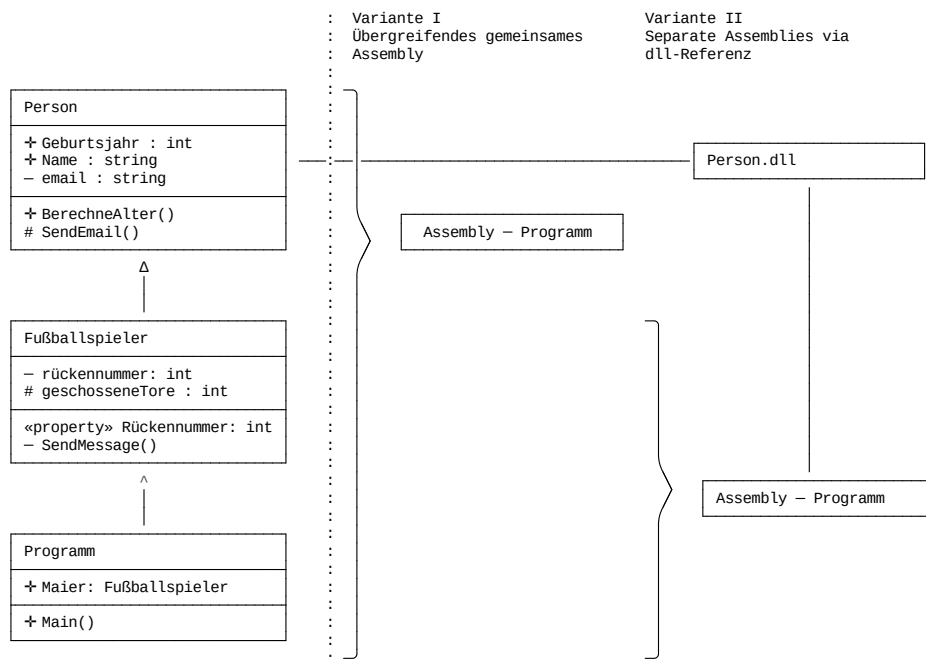 : Variante I
: Übergreifendes gemeinsames
: Assembly
Variante II
Separate Assemblies via
dll-Referenz
Person
✛ Geburtsjahr : int
✛ Name : string
— email : string
✛ BerechneAlter()
# SendEmail()
Person.dll
Assembly — Programm
Fußballspieler
— rückennummer: int
# geschosseneTore : int
«property» Rückennummer: int
— SendMessage()
Assembly — Programm
Programm
✛ Maier: Fußballspieler
✛ Main()